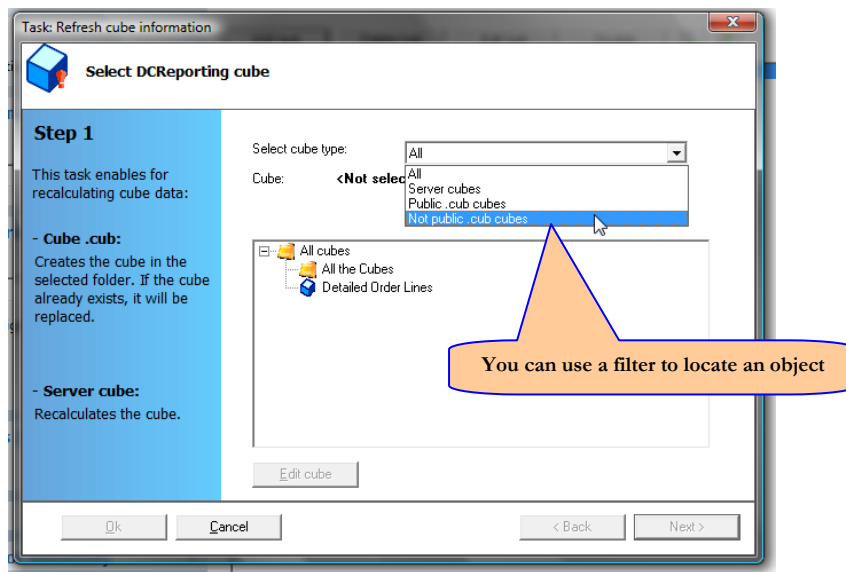 Task: Refresh cube information
Select DCReporting cube
Step 1
This task enables for
recalculating cube data:
- Cube .cub:
Creates the cube in the
selected folder. If the cube
already exists, it will be
replaced.
- Server cube:
Recalculates the cube.
Select cube type:
All
Cube:
<Not selec
All
Server cubes
Public .cub cubes
Not public .cub cubes
All cubes
All the Cubes
Detailed Order Lines
You can use a filter to locate an object
Edit cube
Ok
Cancel
< Back
Next >